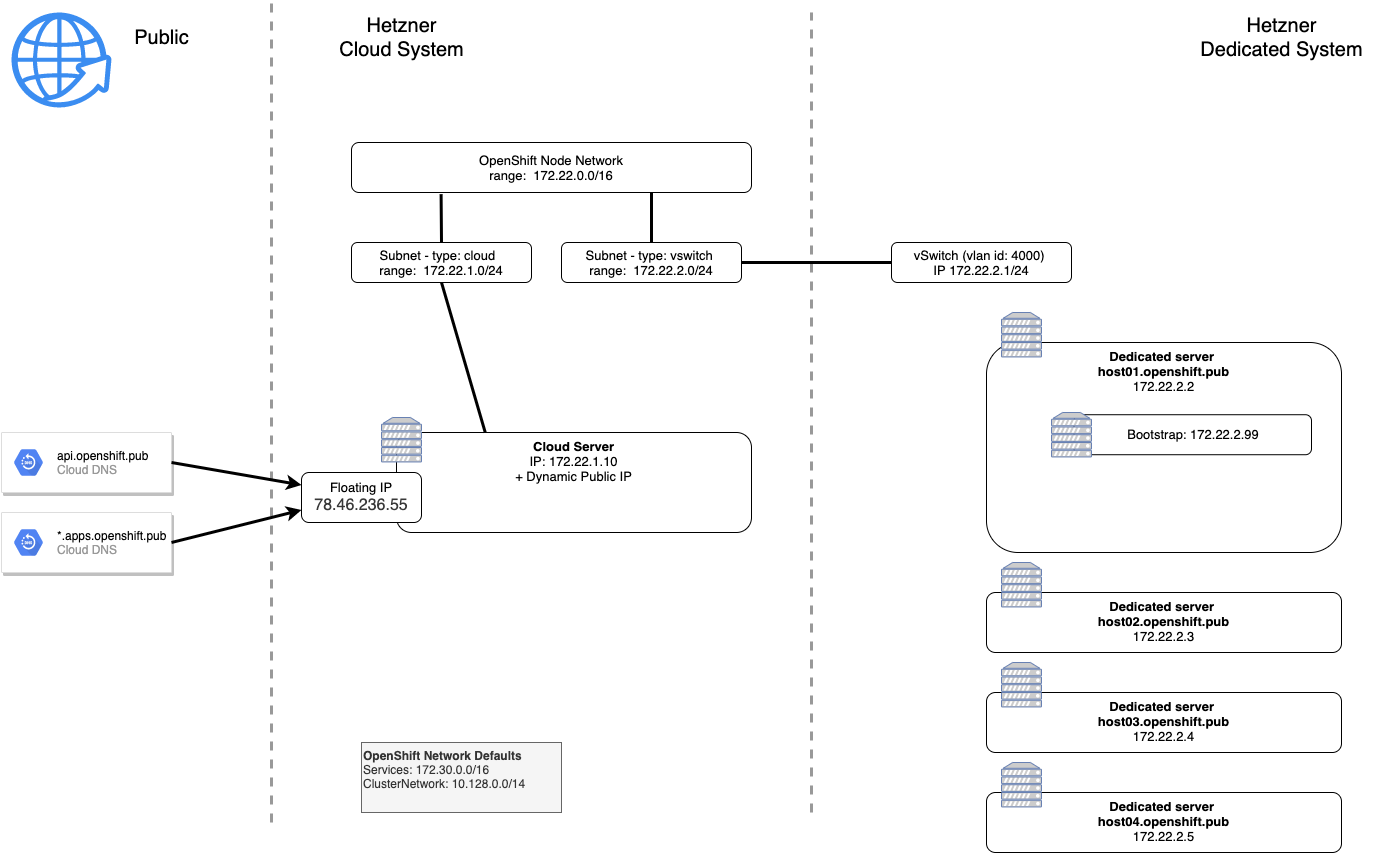 Public
Hetzner
Cloud System
Hetzner
Dedicated System
OpenShift Node Network
range:  172.22.0.0/16
Subnet - type: cloud
range:  172.22.1.0/24
Subnet - type: vswitch
range:  172.22.2.0/24
vSwitch (vlan id: 4000)
IP 172.22.2.1/24
api.openshift.pub
Cloud DNS
*.apps.openshift.pub
Cloud DNS
Floating IP
78.46.236.55
Cloud Server
IP: 172.22.1.10
+ Dynamic Public IP
Dedicated server
host01.openshift.pub
172.22.2.2
Bootstrap: 172.22.2.99
Dedicated server
host02.openshift.pub
172.22.2.3
Dedicated server
host03.openshift.pub
172.22.2.4
Dedicated server
host04.openshift.pub
172.22.2.5
OpenShift Network Defaults
Services: 172.30.0.0/16
ClusterNetwork: 10.128.0.0/14